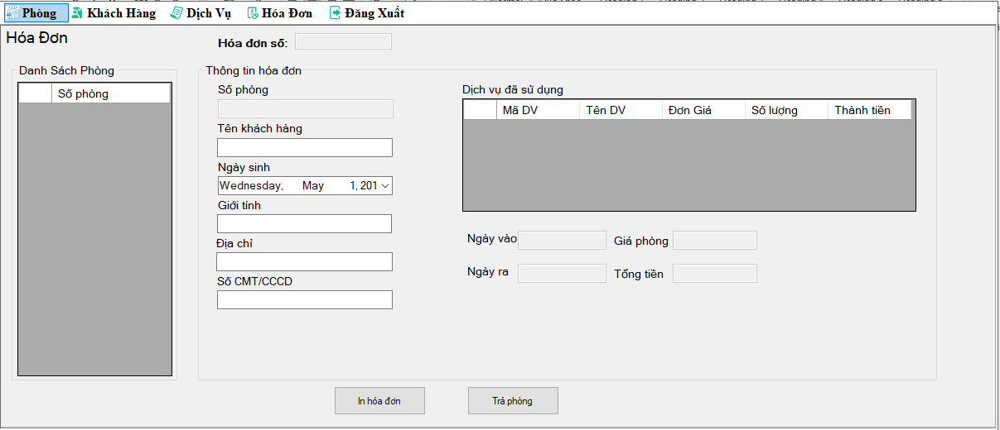 Phòng Khách Hàng Dịch Vụ Hóa Đơn Đăng Xuất
Hóa Đơn
Hóa đơn số:
Danh Sách Phòng
Số phòng
Thông tin hóa đơn
Số phòng
Tên khách hàng
Ngày sinh
Wednesday, May 1, 201
Giới tính
Địa chỉ
Số CMT/CCCD
Dịch vụ đã sử dụng
Mã DV Tên DV Đơn Giá Số lượng Thành tiền
Ngày vào Giá phòng
Ngày ra Tổng tiền
In hóa đơn Trả phòng